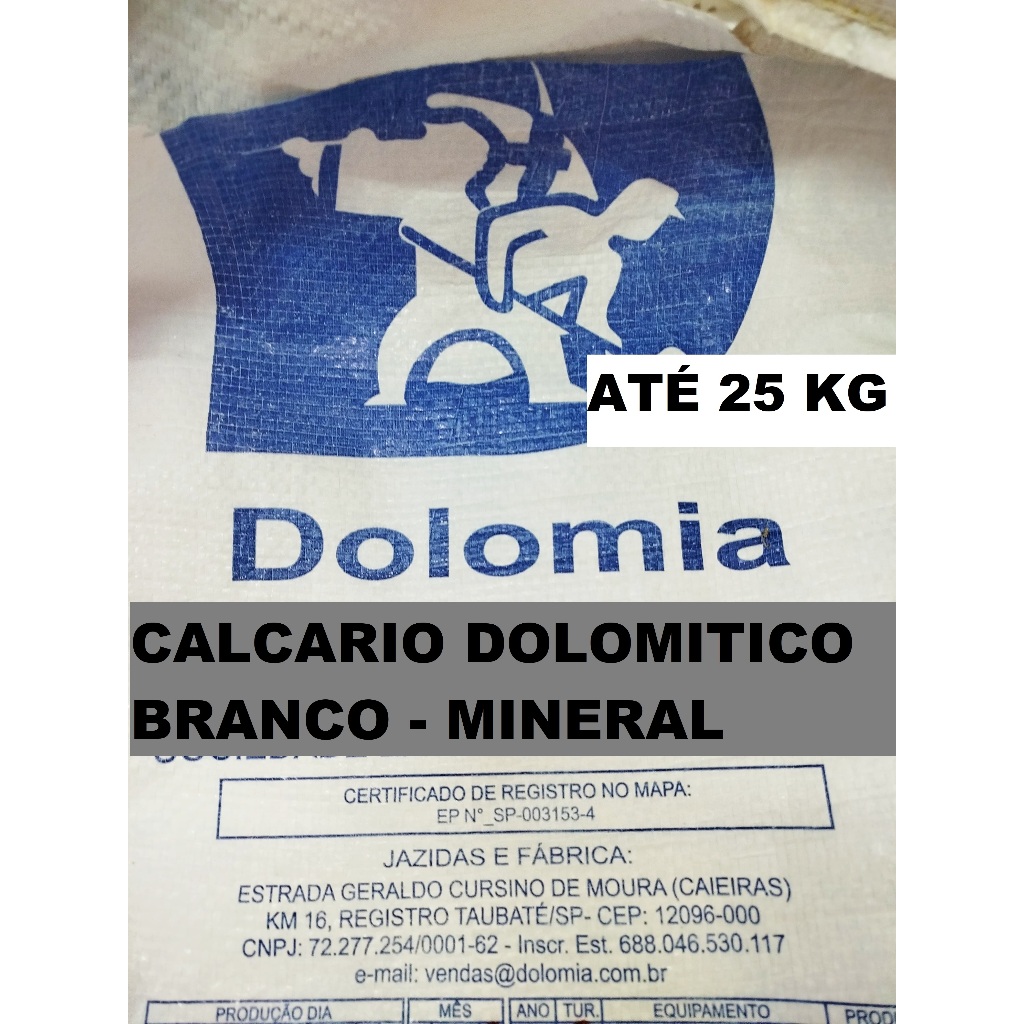 ATÉ 25 KG
Dolomia
CALCARIO DOLOMITICO
BRANCO - MINERAL
CERTIFICADO DE REGISTRO NO MAPA:
EP N°_SP-003153-4
JAZIDAS E FÁBRICA:
ESTRADA GERALDO CURSINO DE MOURA (CAIEIRAS)
KM 16, REGISTRO TAUBATÉ/SP- CEP: 12096-000
CNPJ: 72.277.254/0001-62 - Inscr. Est. 688.046.530.117
e-mail: vendas@dolomia.com.br
PRODUÇÃO DIA MÊS ANO TUR. EQUIPAMENTO